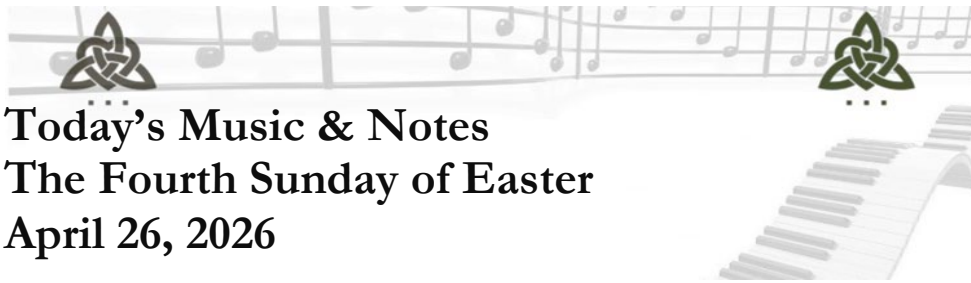 Today’s Music & Notes
The Fourth Sunday of Easter
April 26, 2026